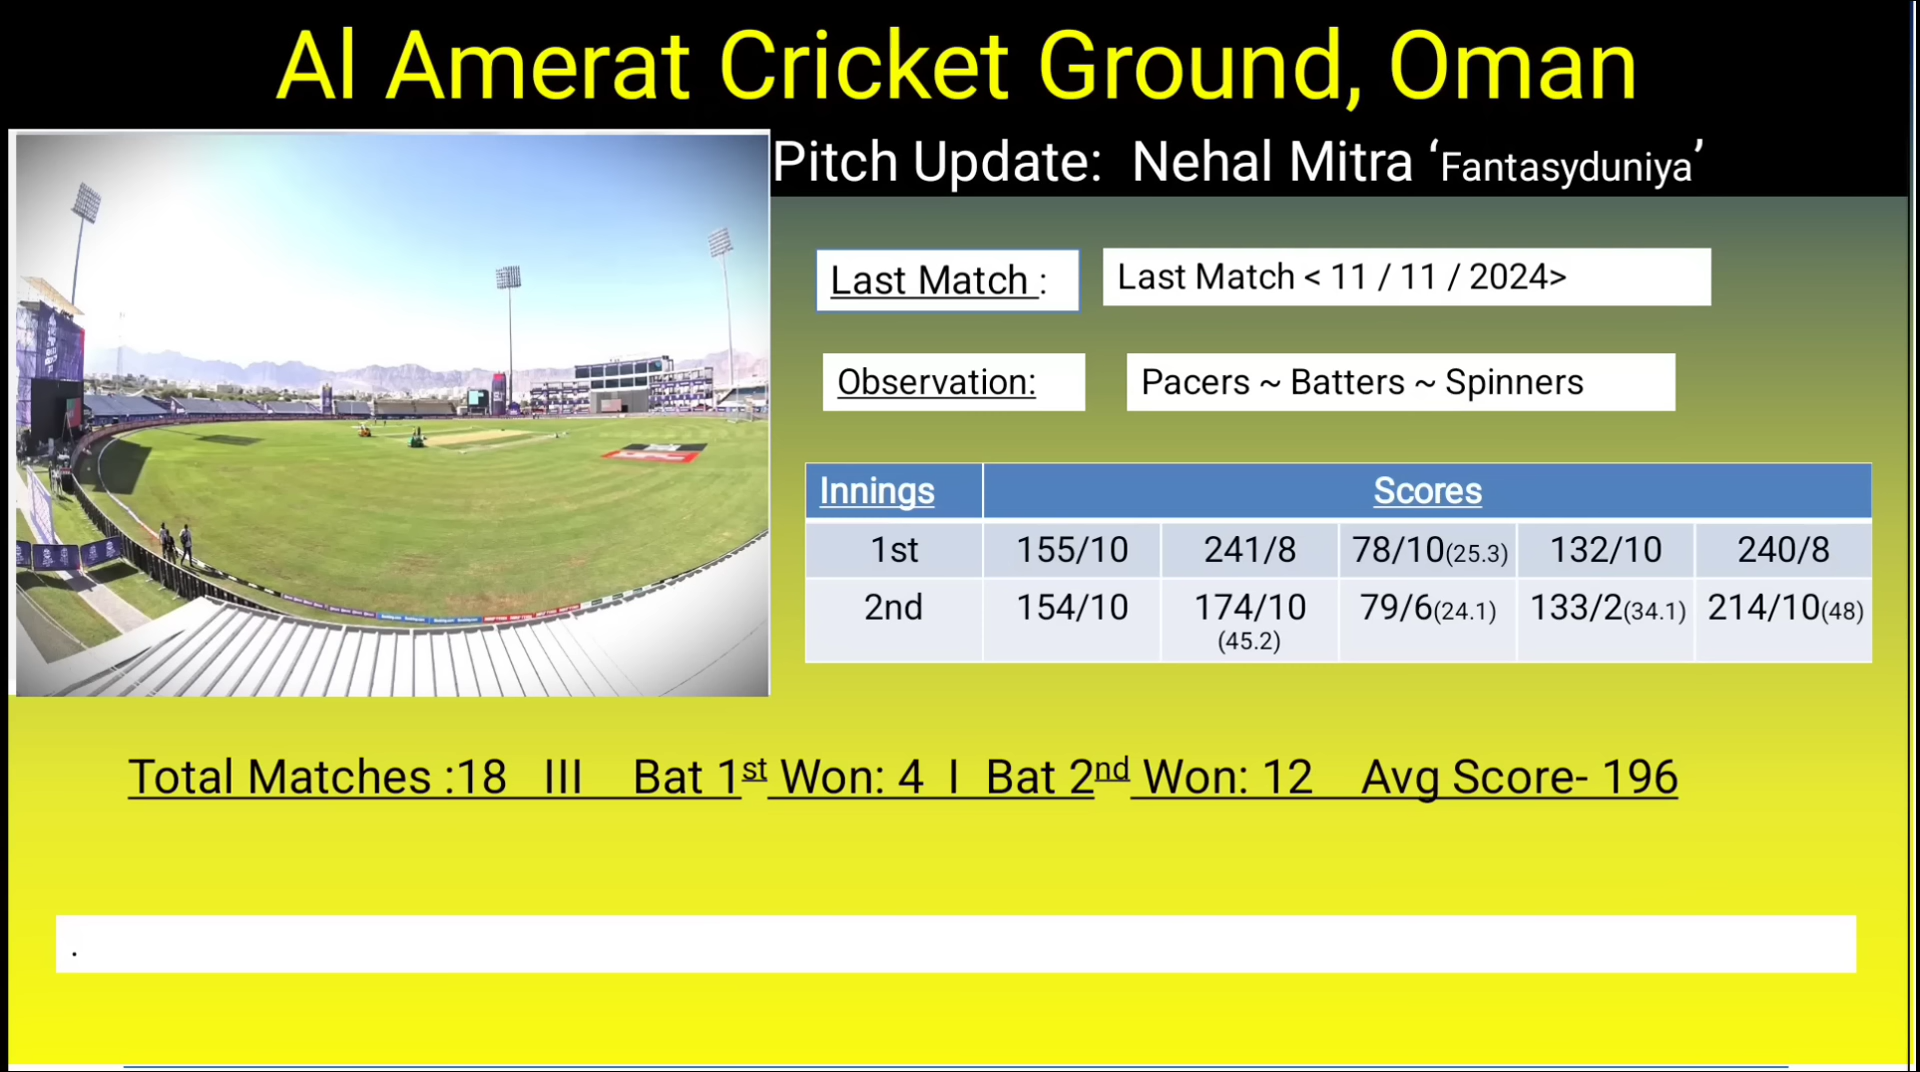 Al Amerat Cricket Ground, Oman
Pitch Update: Nehal Mitra ‘Fantasyduniya’
Last Match :
Last Match < 11 / 11 / 2024>
Observation:
Pacers ~ Batters ~ Spinners
Innings Scores
1st 155/10 241/8 78/10(25.3) 132/10 240/8
2nd 154/10 174/10 (45.2) 79/6(24.1) 133/2(34.1) 214/10(48)
Total Matches :18 III Bat 1st Won: 4 I Bat 2nd Won: 12 Avg Score- 196
.